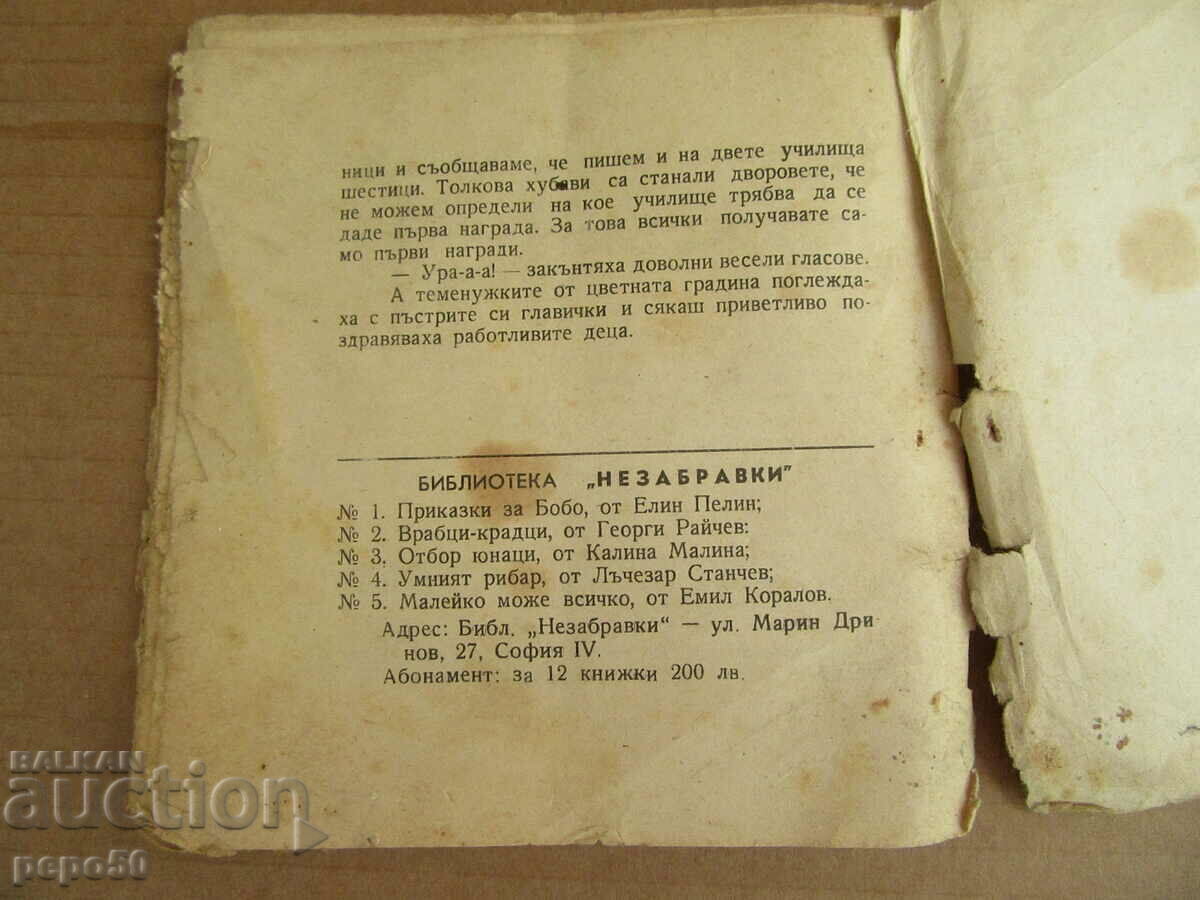 ници и съобщаваме, че пишем и на двете училища
шестици. Толкова хубави са станали дворовете, че
не можем определи на кое училище трябва да се
даде първа награда. За това всички получавате са-
мо първи награди.
— Ура-а-а! — закънтяха доволни весели гласове.
А теменужките от цветната градина поглежда-
ха с пъстрите си главички и сякаш приветливо по-
здравяваха работливите деца.
БИБЛИОТЕКА „НЕЗАБРАВКИ"
№ 1. Приказки за Бобо, от Елин Пелин;
№ 2. Врабци-крадци, от Георги Райчев:
№ 3. Отбор юнаци, от Калина Малина;
№ 4. Умният рибар, от Лъчезар Станчев;
№ 5. Малейко може всичко, от Емил Коралов.
Адрес: Библ. „Незабравки“ — ул. Марин Дри
нов, 27, София IV.
Абонамент: за 12 книжки 200 лв.
BALKAN
auction
pepo50